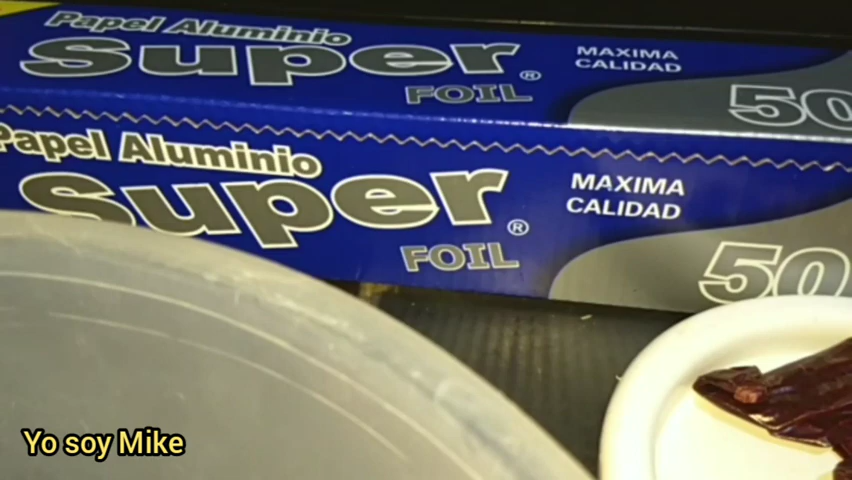 Papel Aluminio
Super®
FOIL
MAXIMA
CALIDAD
50
Papel Aluminio
Super®
FOIL
MAXIMA
CALIDAD
50
Yo soy Mike